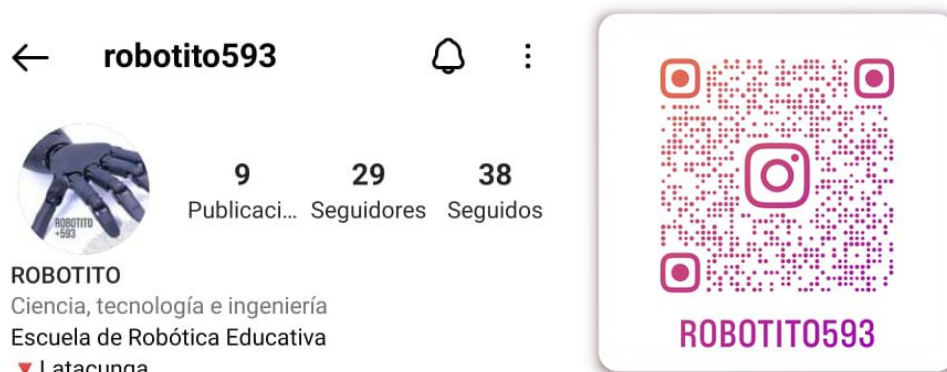 robotito593
9 29 38
Publicaci... Seguidores Seguidos
ROBOTITO
+593
ROBOTITO
Ciencia, tecnología e ingeniería
Escuela de Robótica Educativa
Latacunga
ROBOTITO593